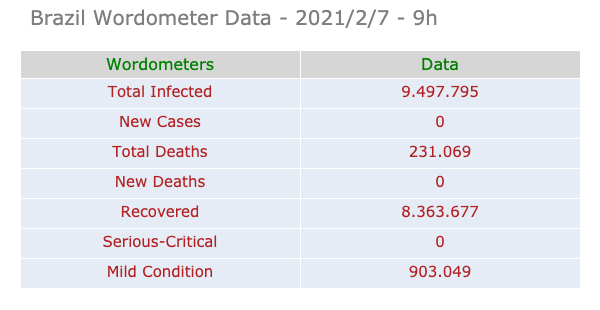 Brazil Wordometer Data - 2021/2/7 - 9h
Wordometers Data
Total Infected 9.497.795
New Cases 0
Total Deaths 231.069
New Deaths 0
Recovered 8.363.677
Serious-Critical 0
Mild Condition 903.049